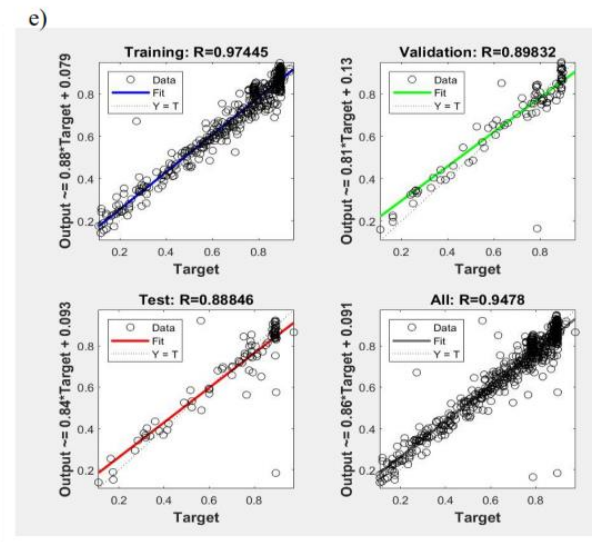 e)
Training: R=0.97445
Output ~= 0.88*Target + 0.079
Data
Fit
Y = T
0.8
0.6
0.4
0.2
0.2 0.4 0.6 0.8
Target
Validation: R=0.89832
Output ~= 0.81*Target + 0.13
Data
Fit
Y = T
0.8
0.6
0.4
0.2
0.2 0.4 0.6 0.8
Target
Test: R=0.88846
Output ~= 0.84*Target + 0.093
Data
Fit
Y = T
0.8
0.6
0.4
0.2
0.2 0.4 0.6 0.8
Target
All: R=0.9478
Output ~= 0.86*Target + 0.091
Data
Fit
Y = T
0.8
0.6
0.4
0.2
0.2 0.4 0.6 0.8
Target